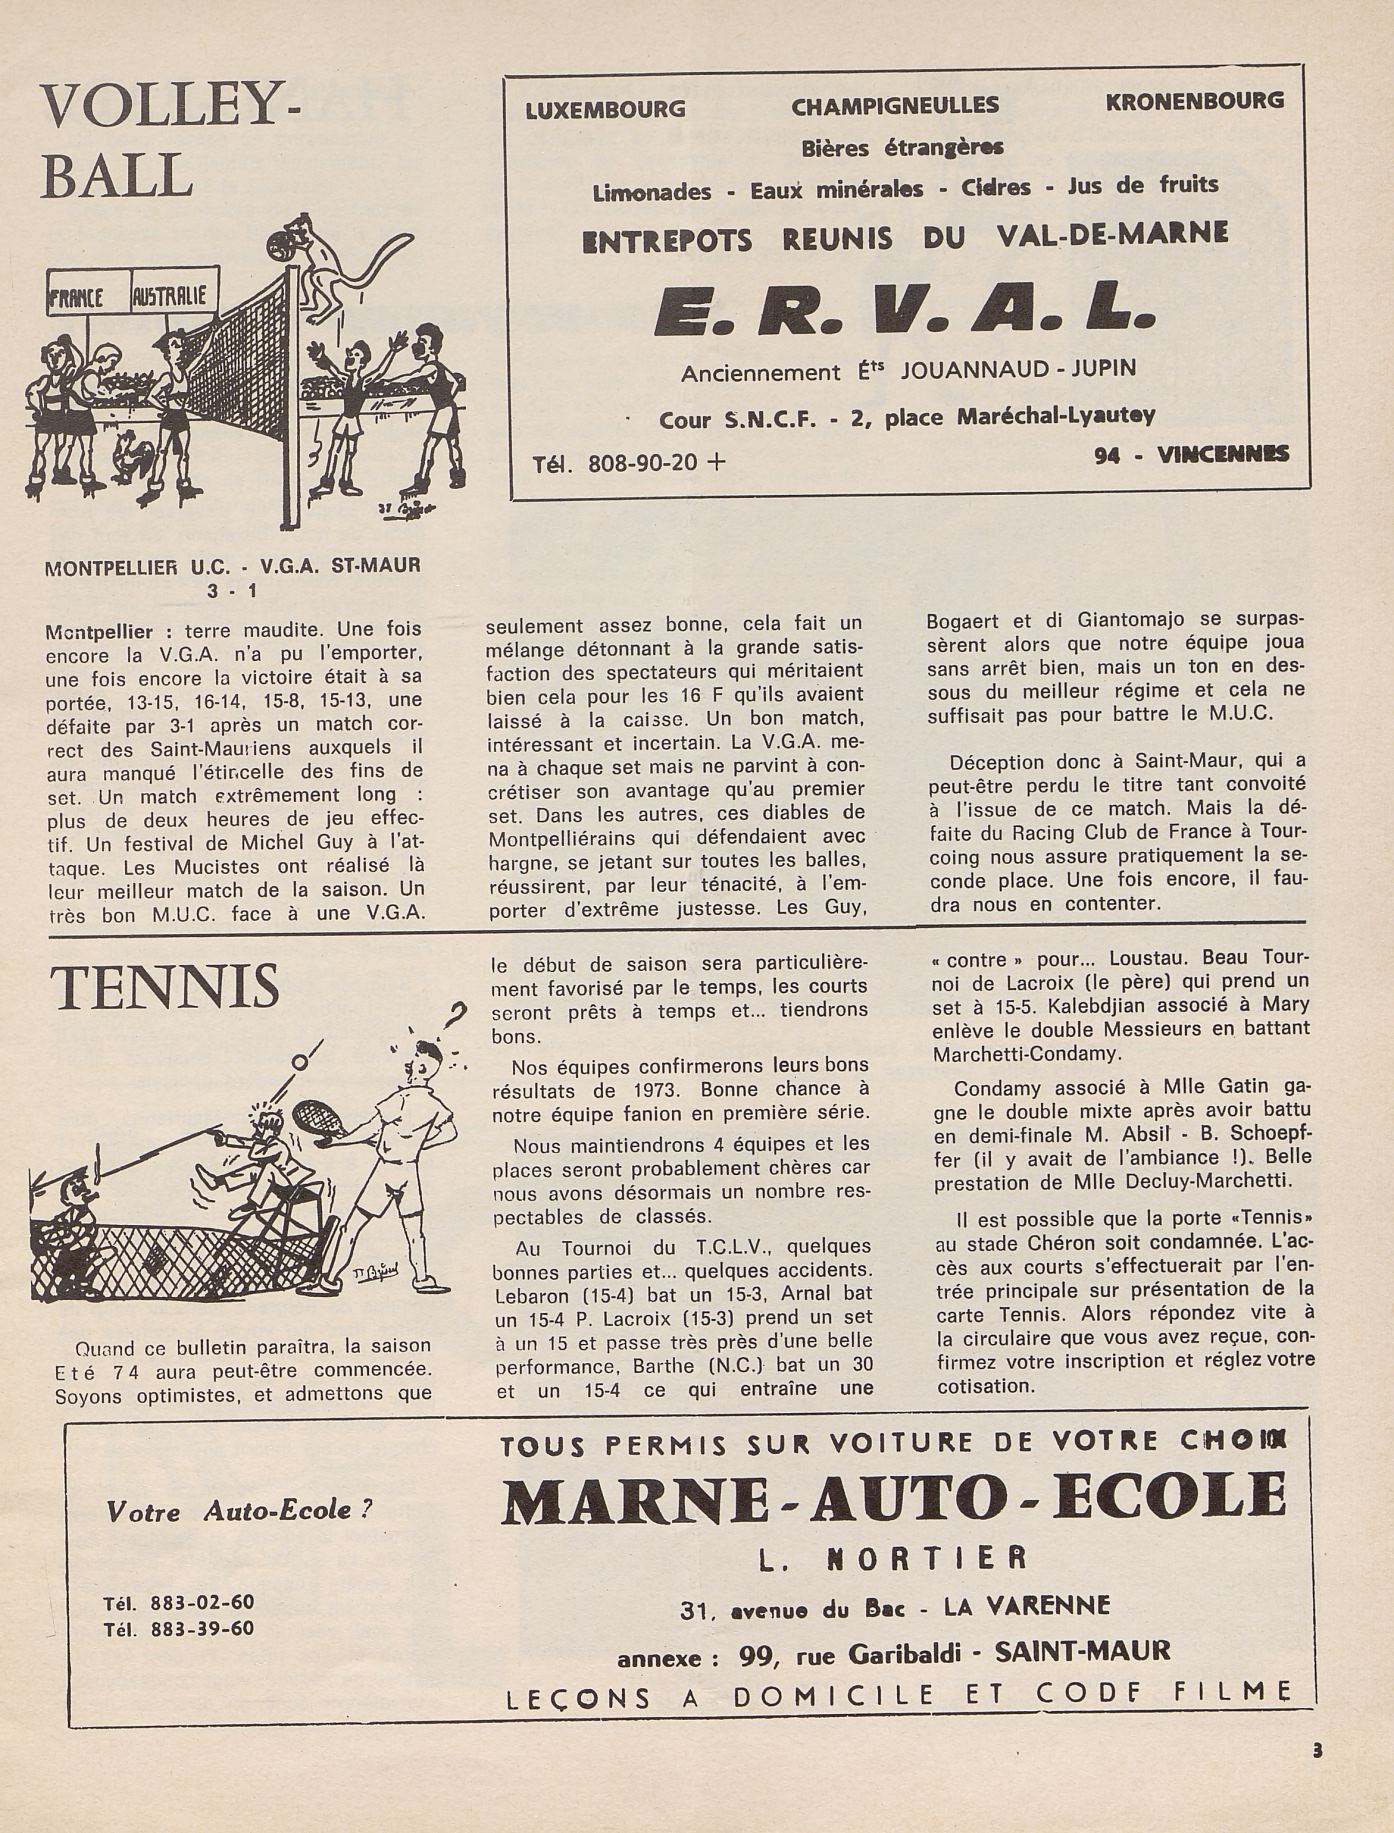 VOLLEY-
BALL
FRANCE
AUSTRALIE
LUXEMBOURG CHAMPIGNEULLES KRONENBOURG
Bières étrangères
Limonades - Eaux minérales - Cidres - Jus de fruits
ENTREPOTS REUNIS DU VAL-DE-MARNE
E. R. V. A. L.
Anciennement Éts JOUANNAUD - JUPIN
Cour S.N.C.F. - 2, place Maréchal-Lyautey
Tél. 808-90-20 +
94 - VINCENNES
MONTPELLIER U.C. - V.G.A. ST-MAUR
3 - 1
Montpellier : terre maudite. Une fois
encore la V.G.A. n'a pu l'emporter,
une fois encore la victoire était à sa
portée, 13-15, 16-14, 15-8, 15-13, une
défaite par 3-1 après un match cor-
rect des Saint-Mauriens auxquels il
aura manqué l'étincelle des fins de
set. Un match extrêmement long :
plus de deux heures de jeu effec-
tif. Un festival de Michel Guy à l'at-
taque. Les Mucistes ont réalisé là
leur meilleur match de la saison. Un
très bon M.U.C. face à une V.G.A.
seulement assez bonne, cela fait un
mélange détonnant à la grande satis-
faction des spectateurs qui méritaient
bien cela pour les 16 F qu'ils avaient
laissé à la caisse. Un bon match,
intéressant et incertain. La V.G.A. me-
na à chaque set mais ne parvint à con-
crétiser son avantage qu'au premier
set. Dans les autres, ces diables de
Montpelliérains qui défendaient avec
hargne, se jetant sur toutes les balles,
réussirent, par leur ténacité, à l'em-
porter d'extrême justesse. Les Guy,
Bogaert et di Giantomajo se surpas-
sèrent alors que notre équipe joua
sans arrêt bien, mais un ton en des-
sous du meilleur régime et cela ne
suffisait pas pour battre le M.U.C.
Déception donc à Saint-Maur, qui a
peut-être perdu le titre tant convoité
à l'issue de ce match. Mais la dé-
faite du Racing Club de France à Tour-
coing nous assure pratiquement la se-
conde place. Une fois encore, il fau-
dra nous en contenter.
TENNIS
?
Quand ce bulletin paraîtra, la saison
Eté 74 aura peut-être commencée.
Soyons optimistes, et admettons que
le début de saison sera particulière-
ment favorisé par le temps, les courts
seront prêts à temps et... tiendrons
bons.
Nos équipes confirmerons leurs bons
résultats de 1973. Bonne chance à
notre équipe fanion en première série.
Nous maintiendrons 4 équipes et les
places seront probablement chères car
nous avons désormais un nombre res-
pectables de classés.
Au Tournoi du T.C.L.V., quelques
bonnes parties et... quelques accidents.
Lebaron (15-4) bat un 15-3, Arnal bat
un 15-4 P. Lacroix (15-3) prend un set
à un 15 et passe très près d'une belle
performance, Barthe (N.C.) bat un 30
et un 15-4 ce qui entraîne une
« contre » pour... Loustau. Beau Tour-
noi de Lacroix (le père) qui prend un
set à 15-5. Kalebdjian associé à Mary
enlève le double Messieurs en battant
Marchetti-Condamy.
Condamy associé à Mlle Gatin ga-
gne le double mixte après avoir battu
en demi-finale M. Absil - B. Schoepf-
fer (il y avait de l'ambiance !). Belle
prestation de Mlle Decluy-Marchetti.
Il est possible que la porte «Tennis»
au stade Chéron soit condamnée. L'ac-
cès aux courts s'effectuerait par l'en-
trée principale sur présentation de la
carte Tennis. Alors répondez vite à
la circulaire que vous avez reçue, con-
firmez votre inscription et réglez votre
cotisation.
Votre Auto-Ecole ?
Tél. 883-02-60
Tél. 883-39-60
TOUS PERMIS SUR VOITURE DE VOTRE CHOIX
MARNE - AUTO - ECOLE
L. NORTIER
31, avenue du Bac - LA VARENNE
annexe : 99, rue Garibaldi - SAINT-MAUR
LEÇONS A DOMICILE ET CODE FILME
3